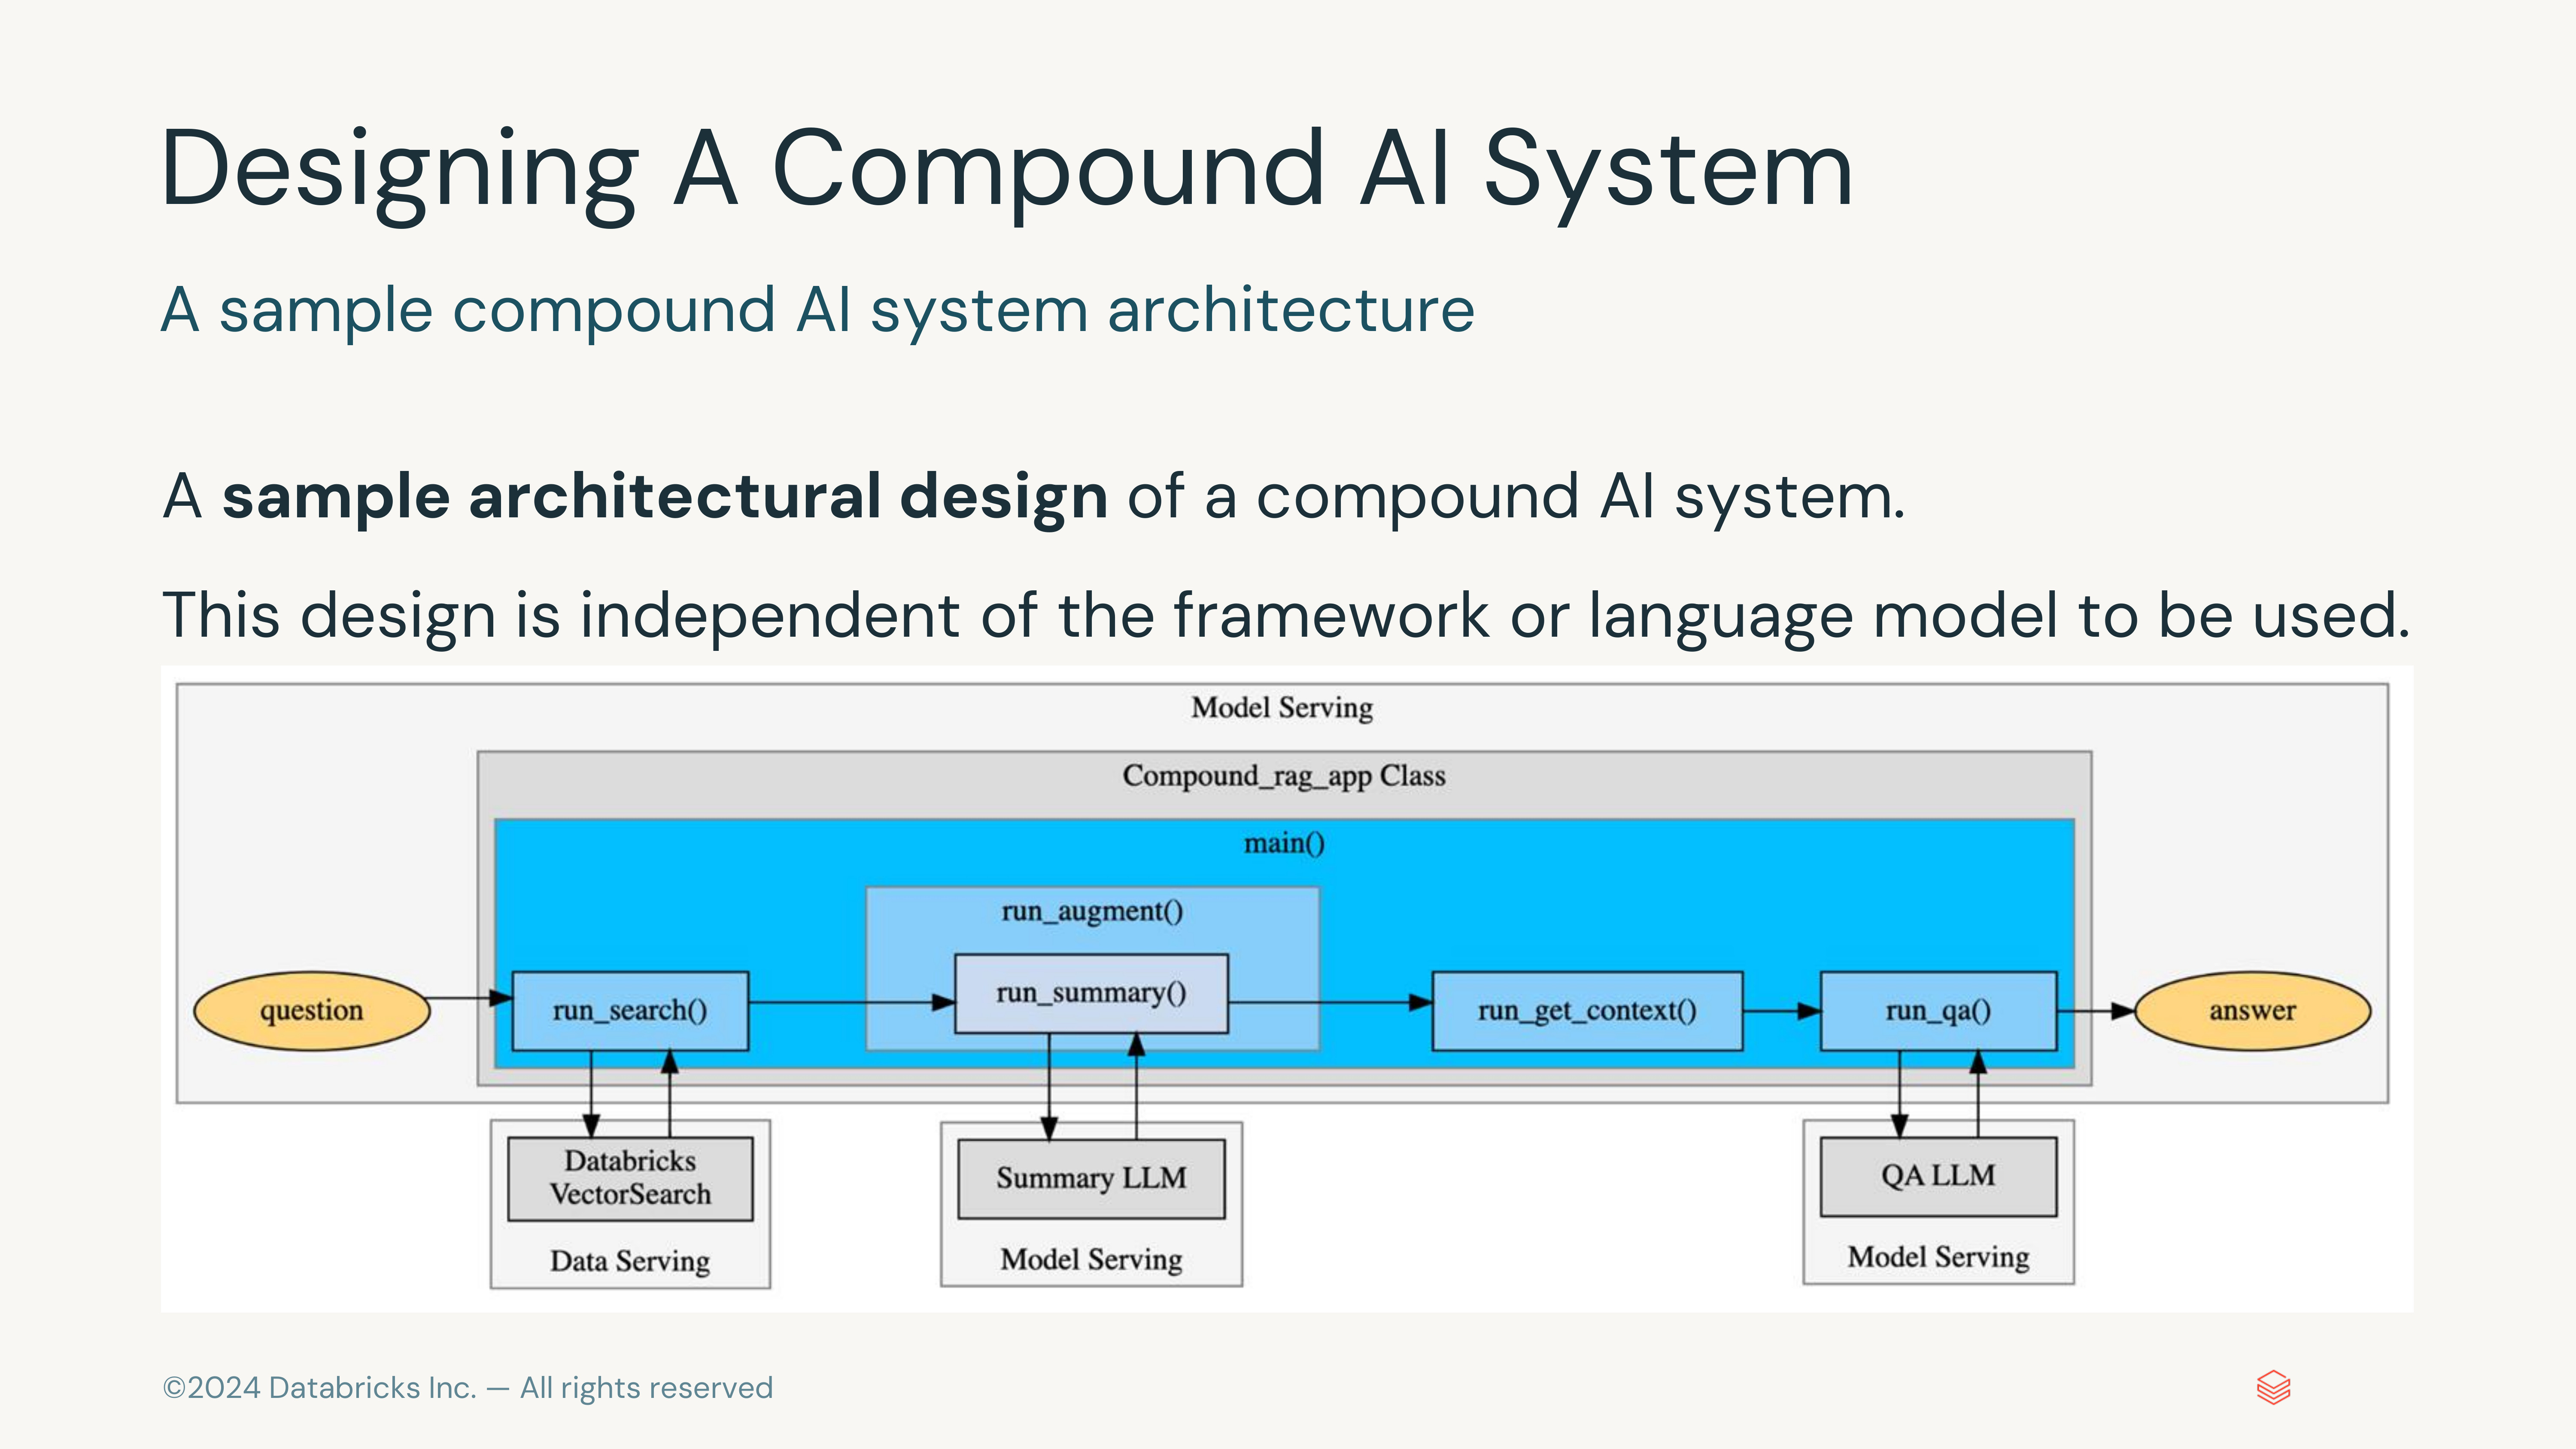 Designing A Compound AI System
A sample compound AI system architecture
A sample architectural design of a compound AI system.
This design is independent of the framework or language model to be used.
Model Serving
Compound_rag_app Class
main()
run_augment()
question
run_search()
run_summary()
run_get_context()
run_qa()
answer
Databricks
VectorSearch
Data Serving
Summary LLM
Model Serving
QA LLM
Model Serving
©2024 Databricks Inc. — All rights reserved